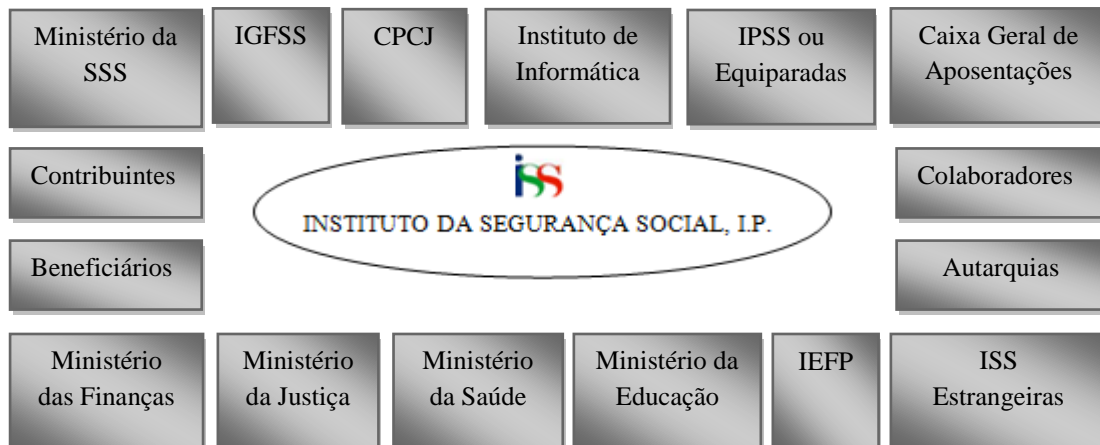 Ministério da
SSS
IGFSS
CPCJ
Instituto de
Informática
IPSS ou
Equiparadas
Caixa Geral de
Aposentações
Contribuintes
iss
INSTITUTO DA SEGURANÇA SOCIAL, I.P.
Colaboradores
Beneficiários
Autarquias
Ministério
das Finanças
Ministério
da Justiça
Ministério
da Saúde
Ministério da
Educação
IEFP
ISS
Estrangeiras